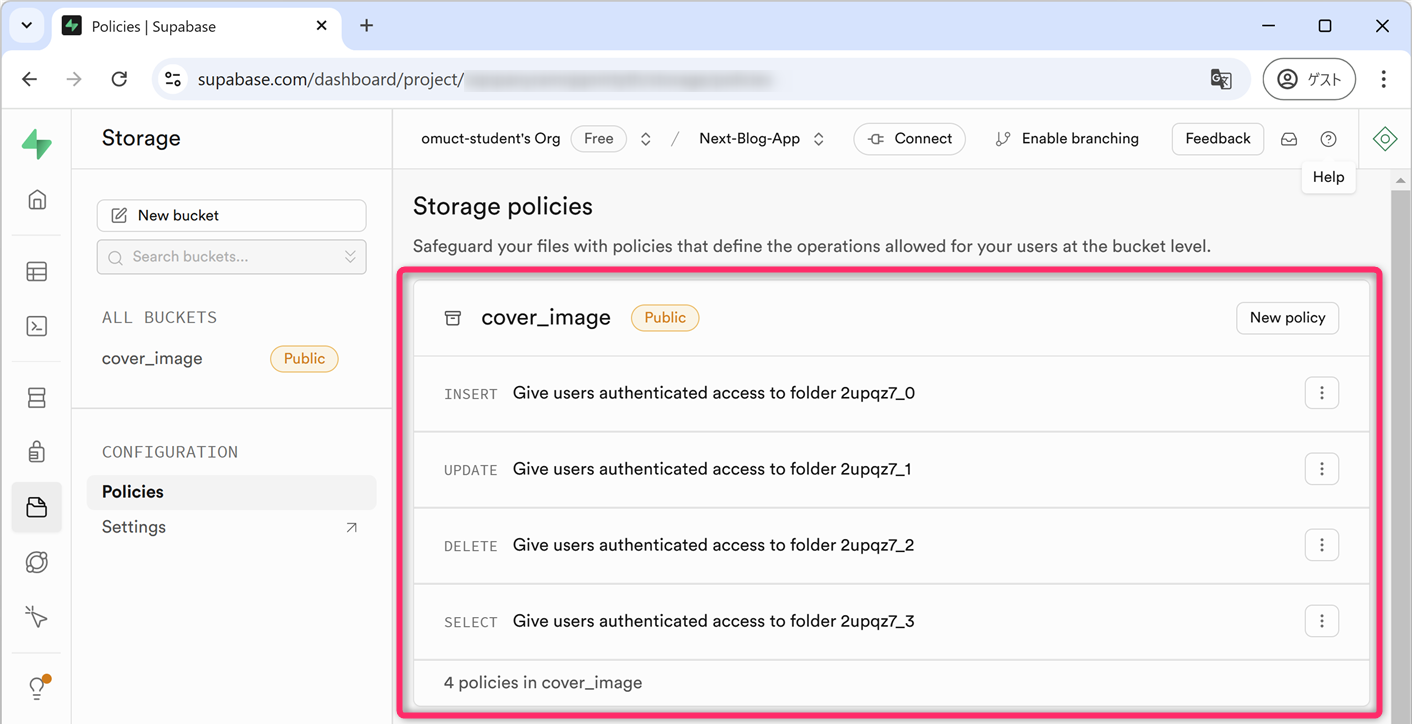 Policies | Supabase
supabase.com/dashboard/project/
ゲスト
Storage
omuct-student's Org Free / Next-Blog-App Connect Enable branching Feedback
Help
New bucket
Search buckets...
ALL BUCKETS
cover_image Public
CONFIGURATION
Policies
Settings
Storage policies
Safeguard your files with policies that define the operations allowed for your users at the bucket level.
cover_image Public New policy
INSERT Give users authenticated access to folder 2upqz7_0
UPDATE Give users authenticated access to folder 2upqz7_1
DELETE Give users authenticated access to folder 2upqz7_2
SELECT Give users authenticated access to folder 2upqz7_3
4 policies in cover_image